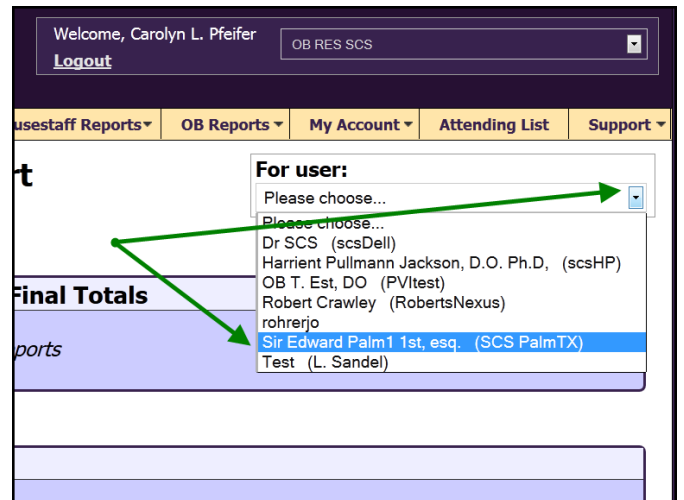 Welcome, Carolyn L. Pfeifer
Logout
OB RES SCS
usestaff Reports
OB Reports
My Account
Attending List
Support
rt
For user:
Please choose...
Please choose...
Dr SCS (scsDell)
Harrient Pullmann Jackson, D.O. Ph.D, (scsHP)
OB T. Est, DO (PVItest)
Robert Crawley (RobertsNexus)
rohrerjo
Sir Edward Palm1 1st, esq. (SCS PalmTX)
Test (L. Sandel)
Final Totals
ports